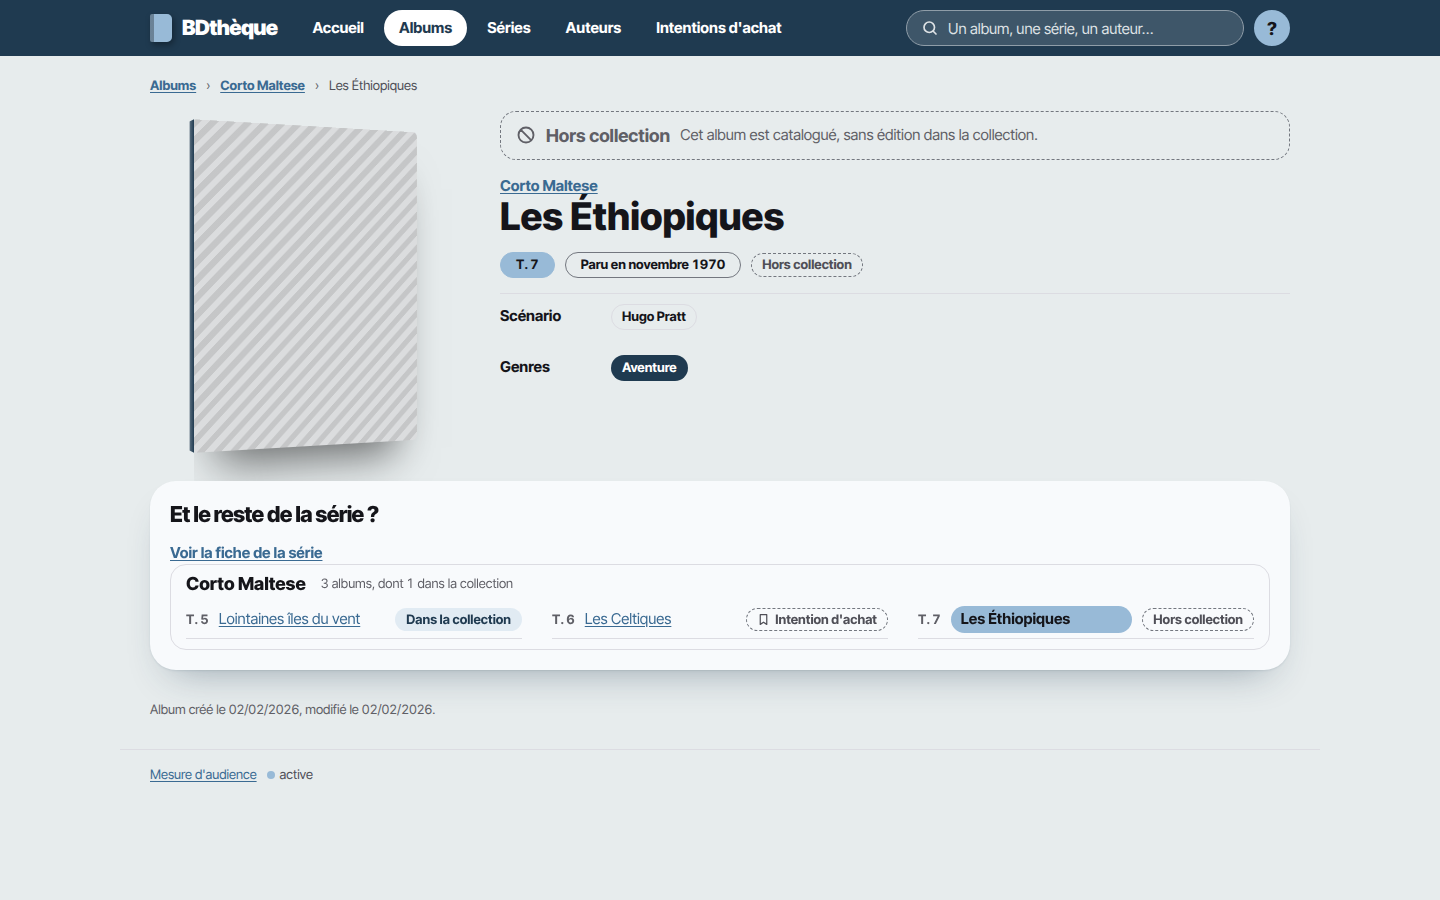 BDthèque Accueil Albums Séries Auteurs Intentions d'achat Un album, une série, un auteur... ?
Albums › Corto Maltese › Les Éthiopiques
Hors collection Cet album est catalogué, sans édition dans la collection.
Corto Maltese
Les Éthiopiques
T. 7 Paru en novembre 1970 Hors collection
Scénario Hugo Pratt
Genres Aventure
Et le reste de la série ?
Voir la fiche de la série
Corto Maltese 3 albums, dont 1 dans la collection
T. 5 Lointaines îles du vent Dans la collection T. 6 Les Celtiques Intention d'achat T. 7 Les Éthiopiques Hors collection
Album créé le 02/02/2026, modifié le 02/02/2026.
Mesure d'audience active